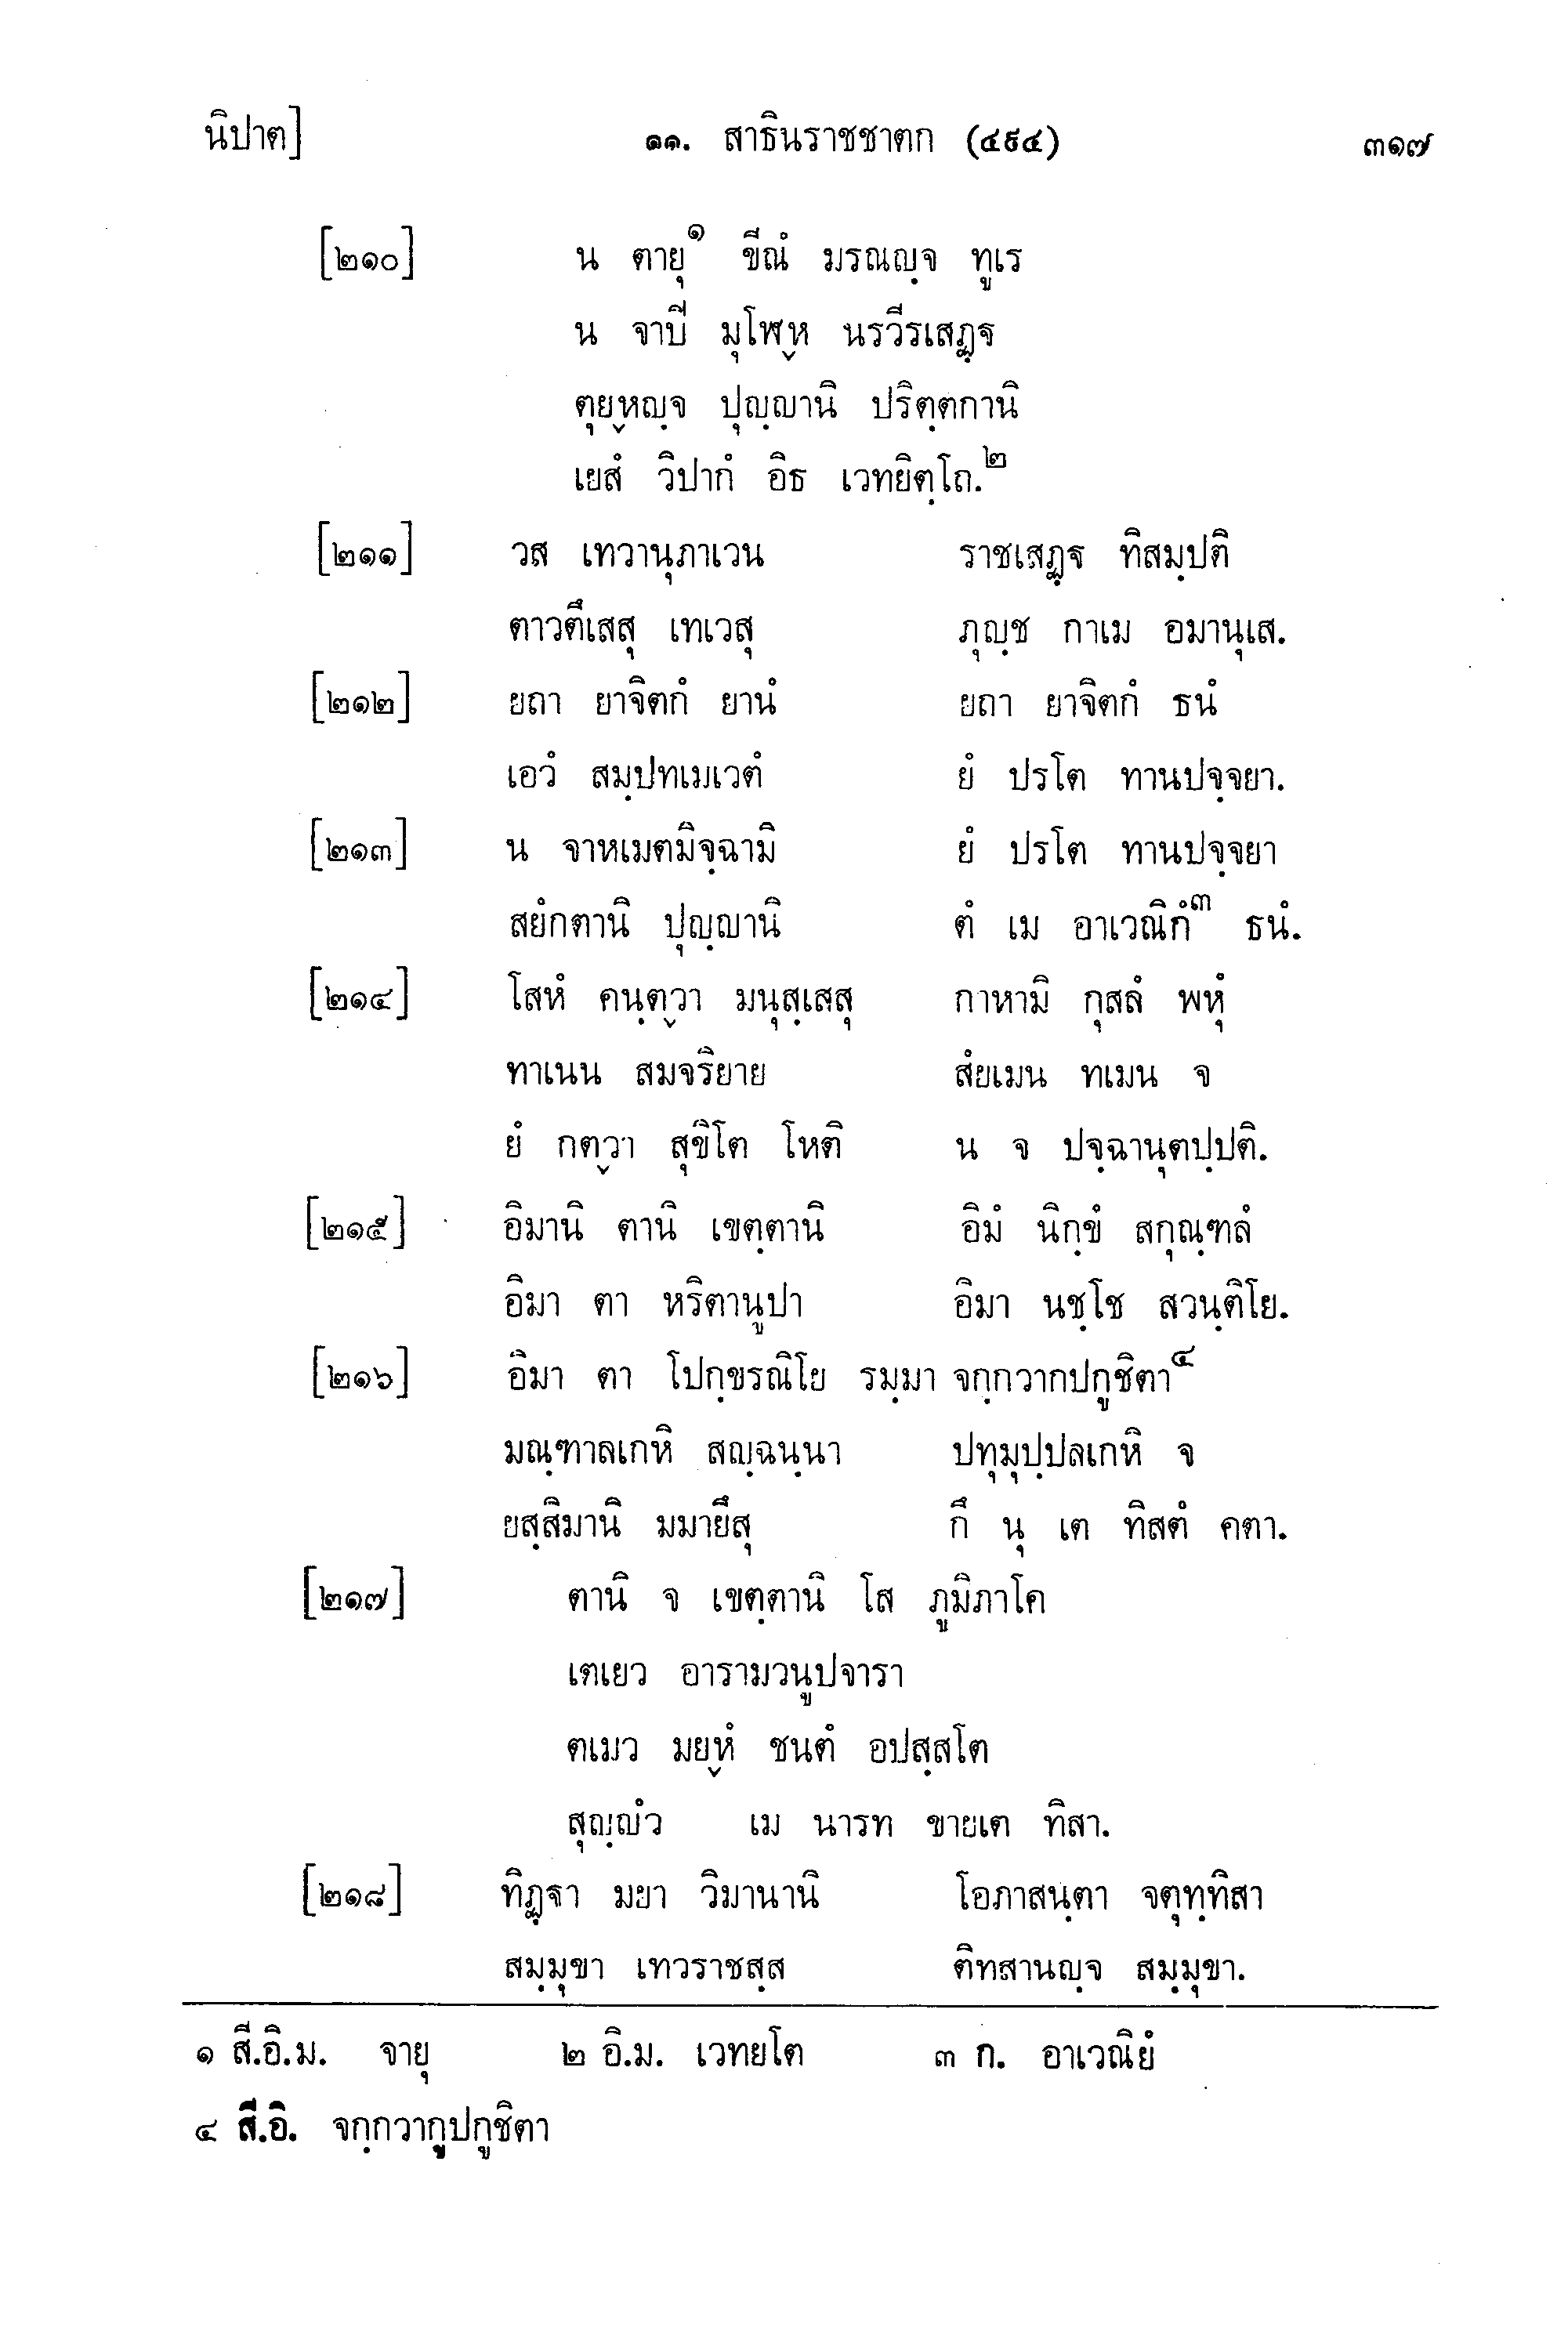 นิปาต] ๑๑. สาธินราชชาตก (๔๙๔) ๓๑๗
[๒๑๐] น ตายุ๑ ขีณํ มรณญฺจ ทูเร
น จาปิ มุโฬฺห นรวีรเสฏฺฐ
ตุยฺหญฺจ ปุญฺญานิ ปริตฺตกานิ
เยสํ วิปากํ อิธ เวทยิตฺโถ.๒
[๒๑๑] วส เทวานุภาเวน ราชเสฏฺฐ ทิสมฺปติ
ตาวตึเสสุ เทเวสุ ภุญฺช กาเม อมานุเส.
[๒๑๒] ยถา ยาจิตกํ ยานํ ยถา ยาจิตกํ ธนํ
เอวํ สมฺปทเมเวตํ ยํ ปรโต ทานปจฺจยา.
[๒๑๓] น จาหเมตมิจฺฉามิ ยํ ปรโต ทานปจฺจยา
สยํกตานิ ปุญฺญานิ ตํ เม อาเวณิกํ๓ ธนํ.
[๒๑๔] โสหํ คนฺตฺวา มนุสฺเสสุ กาหามิ กุสลํ พหุํ
ทาเนน สมจริยาย สํยเมน ทเมน จ
ยํ กตฺวา สุขิโต โหติ น จ ปจฺฉานุตปฺปติ.
[๒๑๕] อิมานิ ตานิ เขตฺตานิ อิมํ นิกฺขํ สกุณฺฑลํ
อิมา ตา หริตานูปา อิมา นชฺโช สวนฺติโย.
[๒๑๖] อิมา ตา โปกฺขรณิโย รมฺมา จกฺกวากปกูชิตา๔
มณฺฑาลเกหิ สญฺฉนฺนา ปทุมุปฺปลเกหิ จ
ยสฺสิมานิ มมายึสุ กึ นุ เต ทิสตํ คตา.
[๒๑๗] ตานิ จ เขตฺตานิ โส ภูมิภาโค
เตเยว อารามวนูปจารา
ตเมว มยฺหํ ชนตํ อปสฺสโต
สุญฺญํว เม นารท ขายเต ทิสา.
[๒๑๘] ทิฏฺฐา มยา วิมานานิ โอภาสนฺตา จตุทฺทิสา
สมฺมุขา เทวราชสฺส ติทสานญฺจ สมฺมุขา.
๑ สี.อิ.ม. จายุ ๒ อิ.ม. เวทยโต ๓ ก. อาเวณิยํ
๔ สี.อิ. จกฺกวากูปกูชิตา